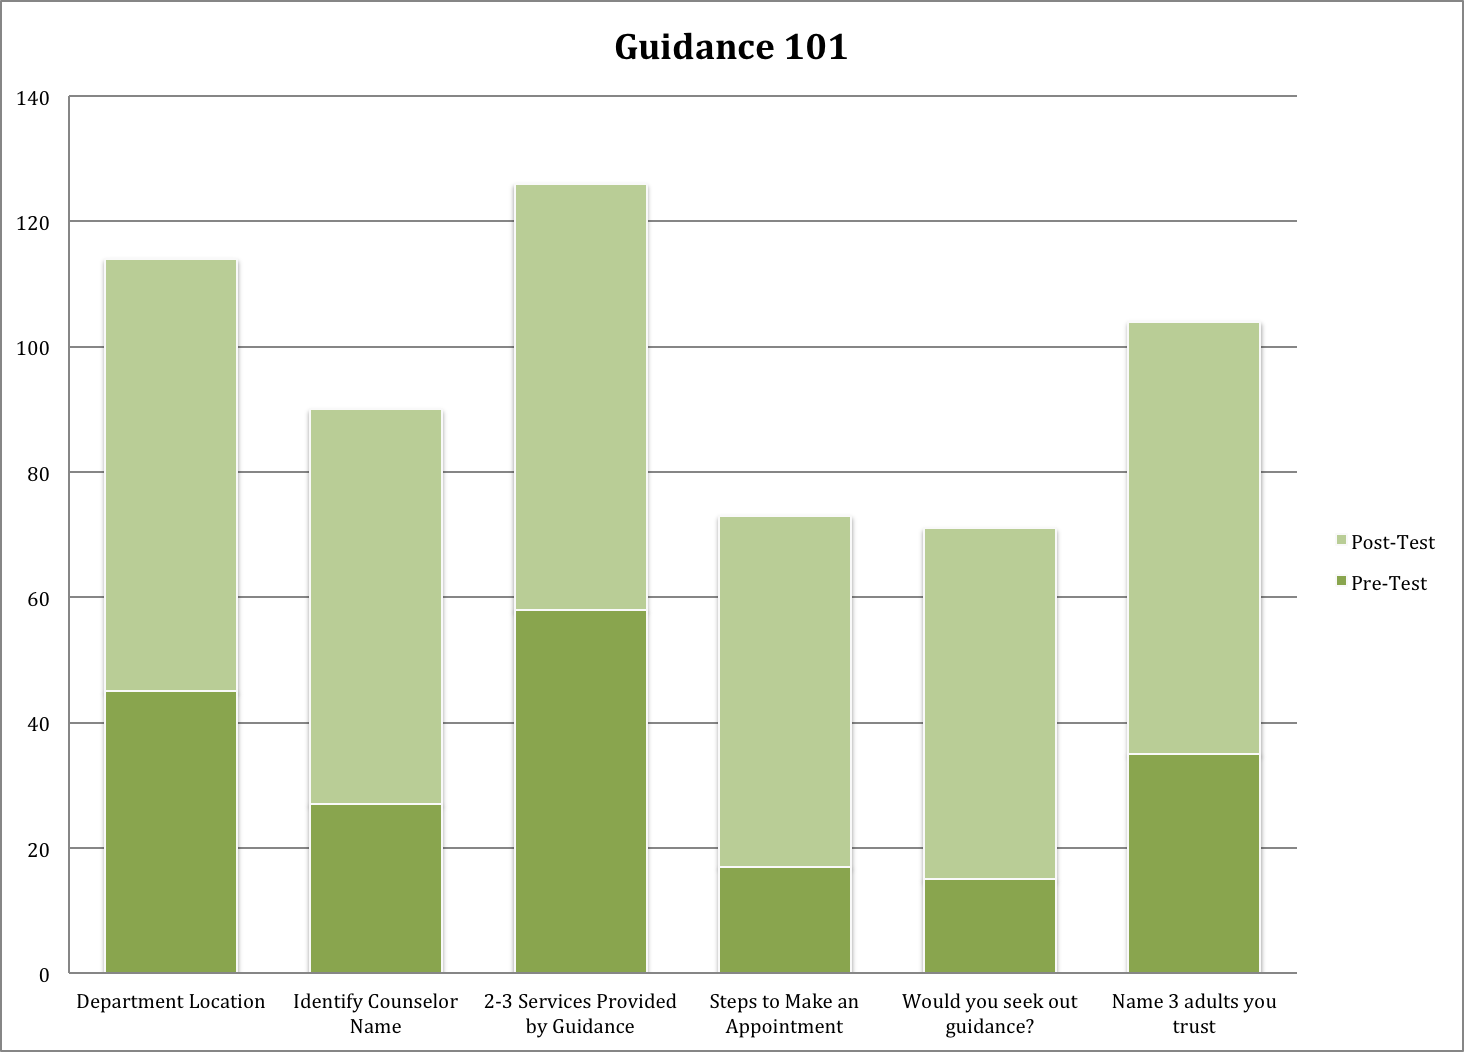 Guidance 101
140
120
100
80
60
40
20
0
Department Location
Identify Counselor
Name
2-3 Services Provided
by Guidance
Steps to Make an
Appointment
Would you seek out
guidance?
Name 3 adults you
trust
Post-Test
Pre-Test